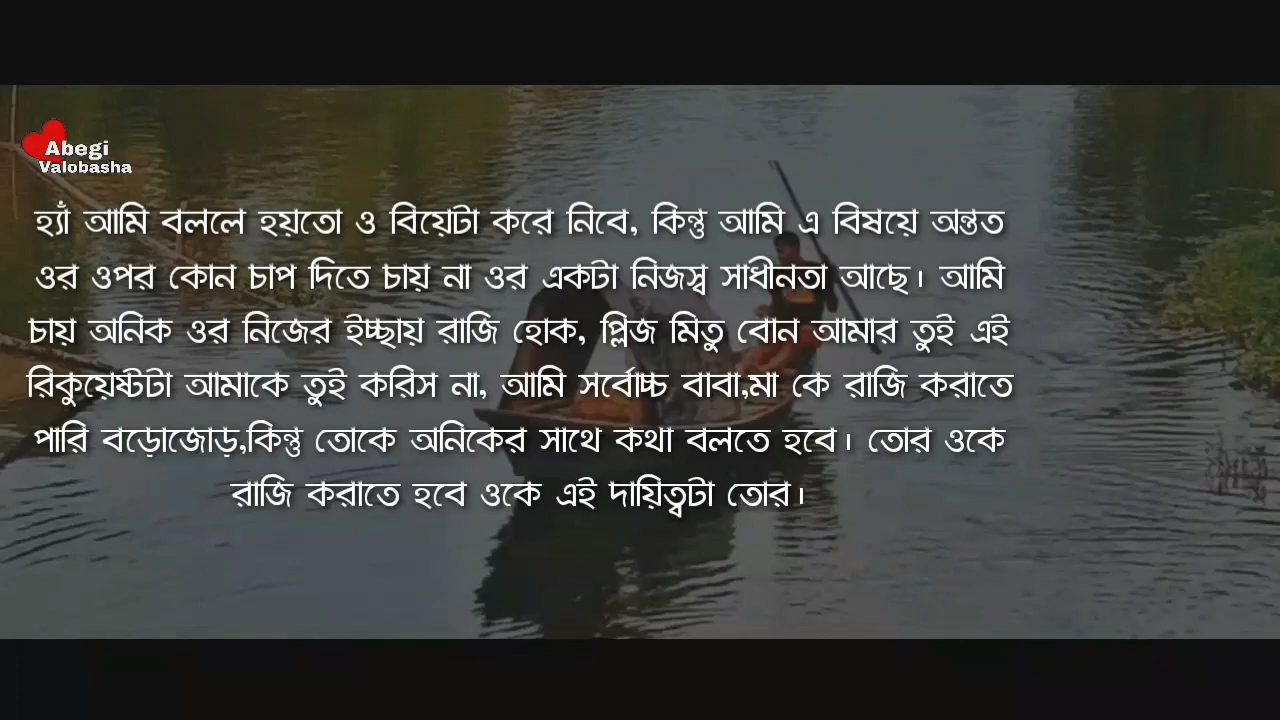 Abegi
Valobasha
হ্যাঁ আমি বললে হয়তো ও বিয়েটা করে নিবে, কিন্তু আমি এ বিষয়ে অন্তত
ওর ওপর কোন চাপ দিতে চায় না ওর একটা নিজস্ব সাধীনতা আছে। আমি
চায় অনিক ওর নিজের ইচ্ছায় রাজি হোক, প্লিজ মিতু বোন আমার তুই এই
রিকুয়েষ্টটা আমাকে তুই করিস না, আমি সর্বোচ্চ বাবা,মা কে রাজি করাতে
পারি বড়োজোড়,কিন্তু তোকে অনিকের সাথে কথা বলতে হবে। তোর ওকে
রাজি করাতে হবে ওকে এই দায়িত্বটা তোর।